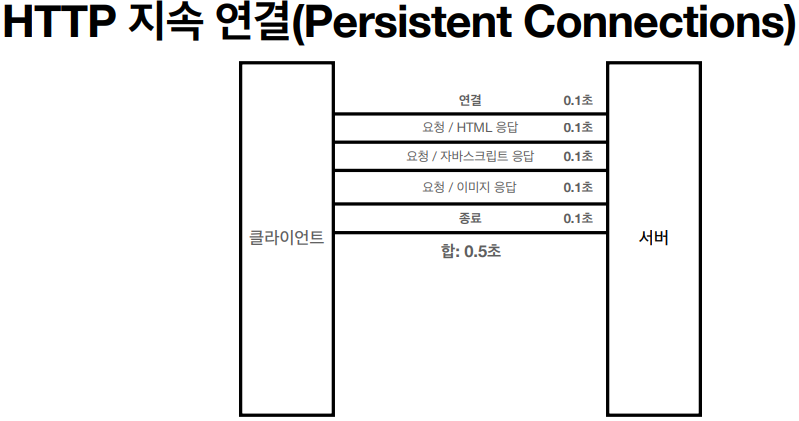 HTTP 지속 연결(Persistent Connections)
연결 0.1초
요청 / HTML 응답 0.1초
요청 / 자바스크립트 응답 0.1초
요청 / 이미지 응답 0.1초
종료 0.1초
클라이언트
서버
합: 0.5초